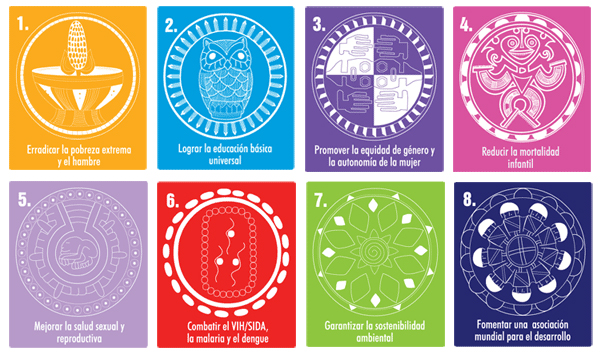 1.
Erradicar la pobreza extrema
y el hambre
2.
Lograr la educación básica
universal
3.
Promover la equidad de género y
la autonomía de la mujer
4.
Reducir la mortalidad
infantil
5.
Mejorar la salud sexual y
reproductiva
6.
Combatir el VIH/SIDA,
la malaria y el dengue
7.
Garantizar la sostenibilidad
ambiental
8.
Fomentar una asociación
mundial para el desarrollo